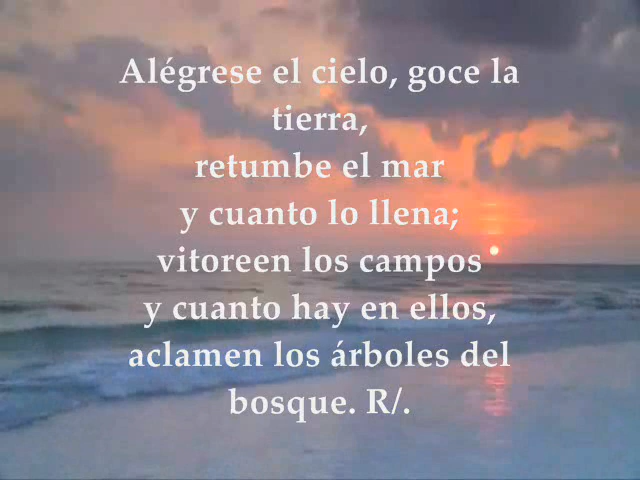 Alégrese el cielo, goce la
tierra,
retumbe el mar
y cuanto lo llena;
vitoreen los campos
y cuanto hay en ellos,
aclamen los árboles del
bosque. R/.